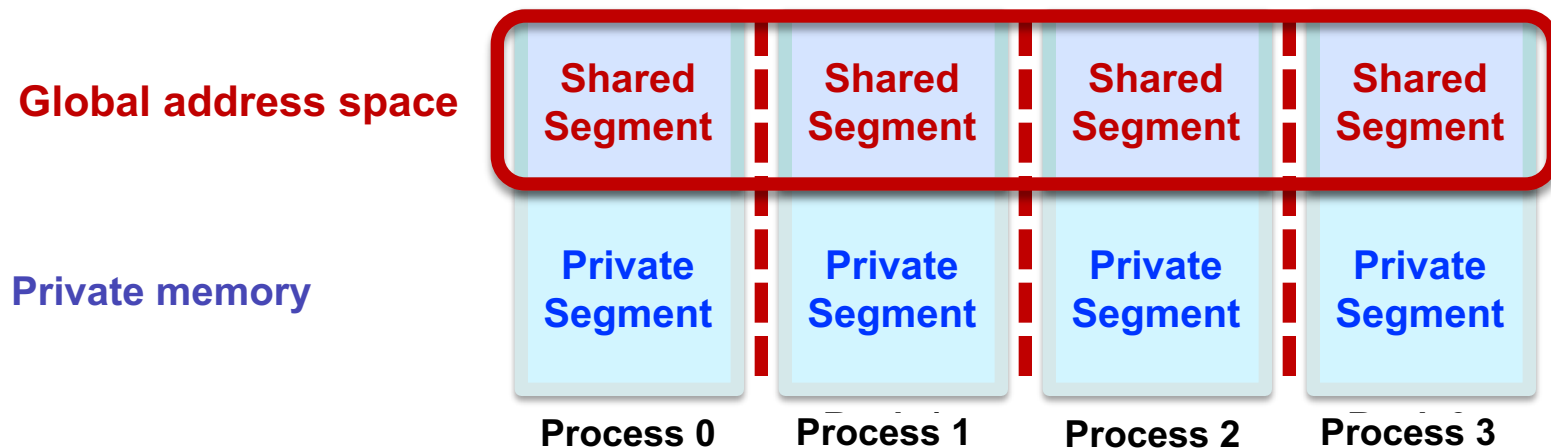 Global address space
Shared
Segment
Shared
Segment
Shared
Segment
Shared
Segment
Private memory
Private
Segment
Private
Segment
Private
Segment
Private
Segment
Process 0
Process 1
Process 2
Process 3